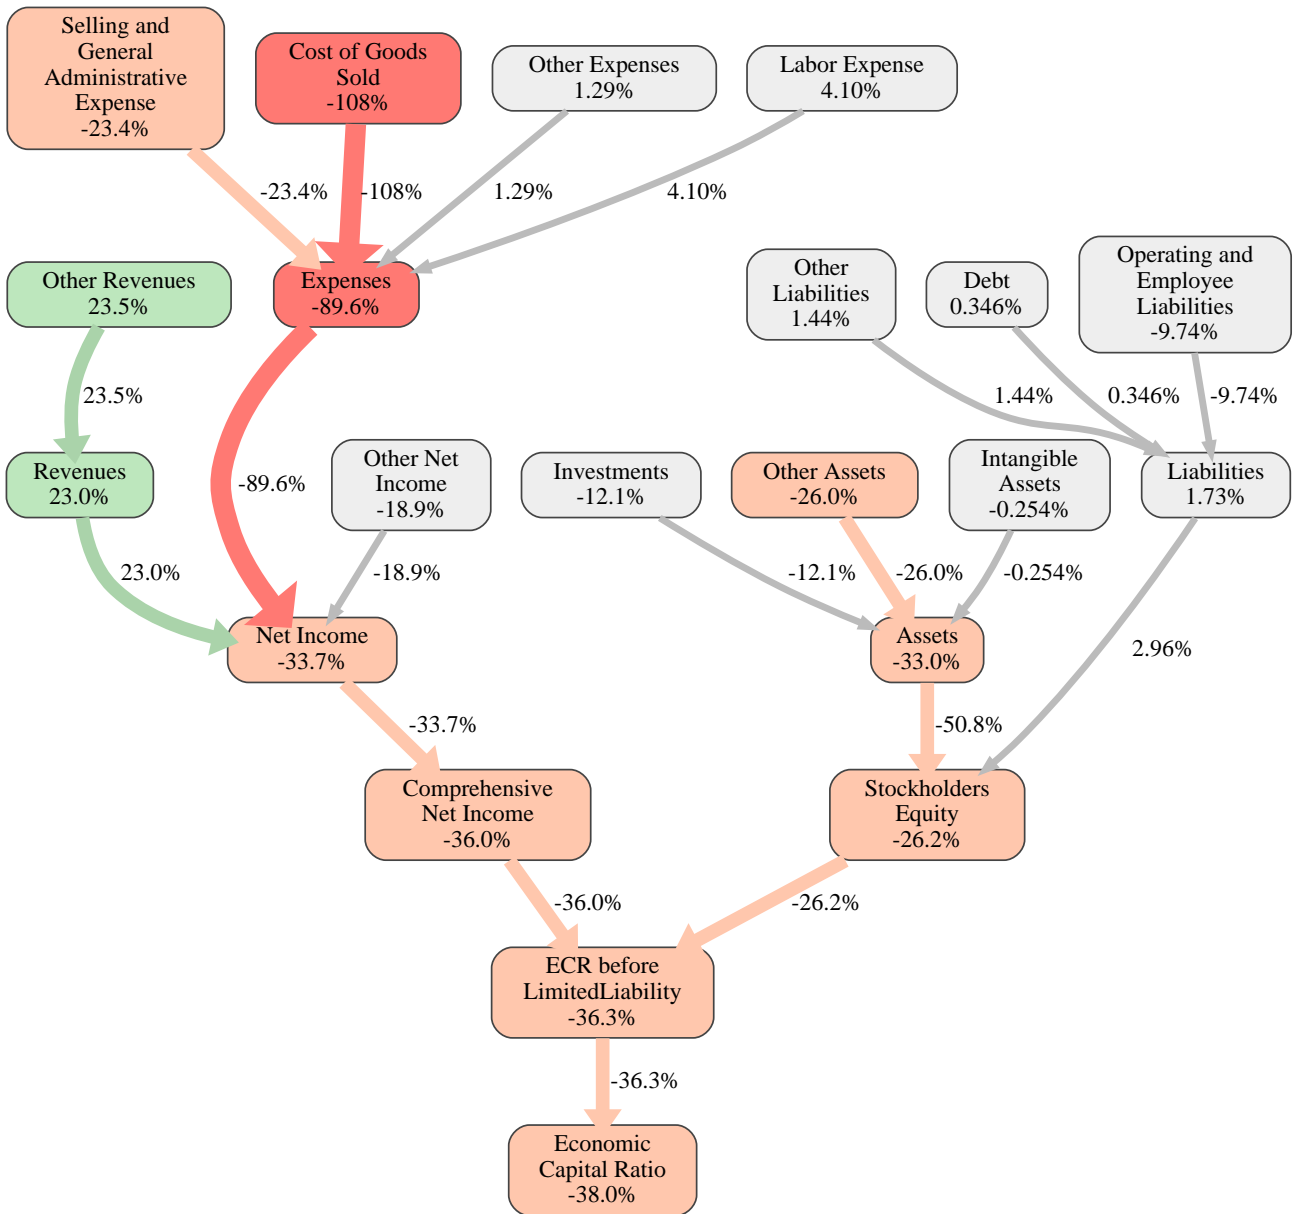 Selling and
General
Administrative
Expense
-23.4%
Cost of Goods
Sold
-108%
Other Expenses
1.29%
Labor Expense
4.10%
-23.4%
-108%
1.29%
4.10%
Other Revenues
23.5%
Expenses
-89.6%
Other
Liabilities
1.44%
Debt
0.346%
Operating and
Employee
Liabilities
-9.74%
23.5%
1.44%
0.346%
-9.74%
Revenues
23.0%
-89.6%
Other Net
Income
-18.9%
Investments
-12.1%
Other Assets
-26.0%
Intangible
Assets
-0.254%
Liabilities
1.73%
23.0%
-18.9%
-12.1%
-26.0%
-0.254%
Net Income
-33.7%
Assets
-33.0%
2.96%
-33.7%
-50.8%
Comprehensive
Net Income
-36.0%
Stockholders
Equity
-26.2%
-36.0%
-26.2%
ECR before
LimitedLiability
-36.3%
-36.3%
Economic
Capital Ratio
-38.0%